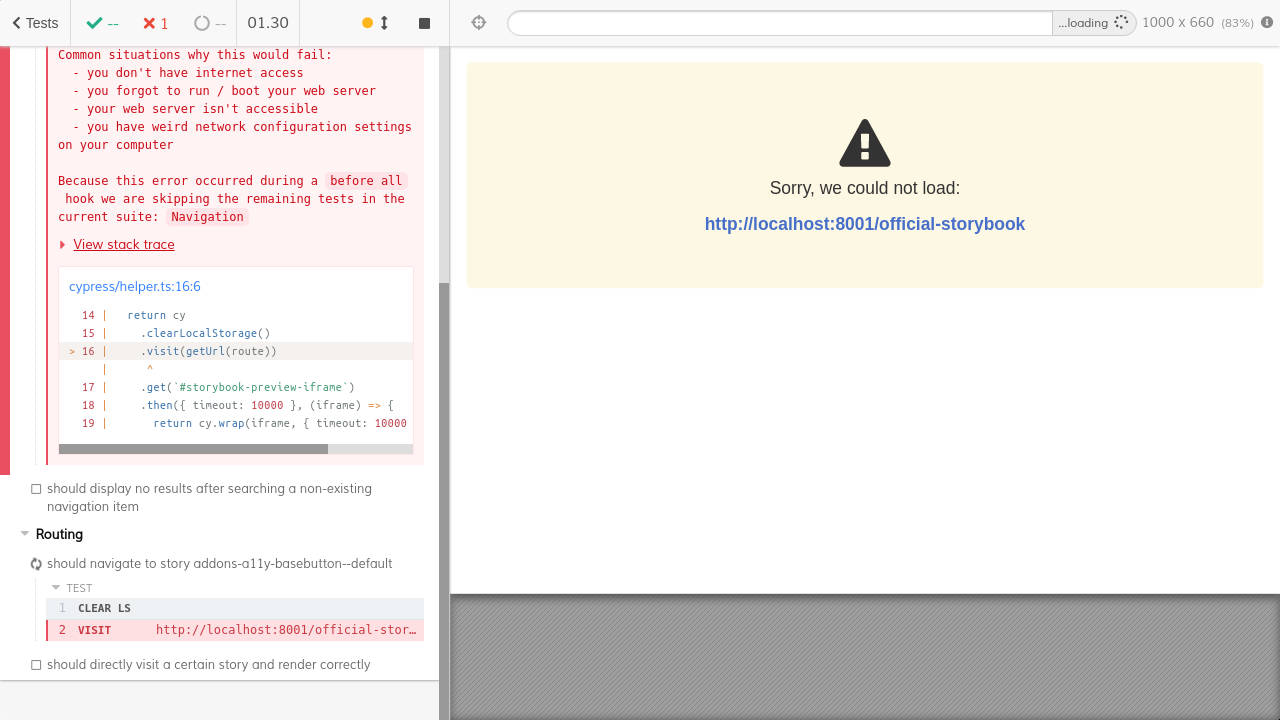 Tests
--
1
--
01.30
...loading
1000 x 660 (83%)
Common situations why this would fail:
- you don't have internet access
- you forgot to run / boot your web server
- your web server isn't accessible
- you have weird network configuration settings
on your computer
Because this error occurred during a before all
hook we are skipping the remaining tests in the
current suite: Navigation
View stack trace
cypress/helper.ts:16:6
14 | return cy
15 | .clearLocalStorage()
> 16 | .visit(getUrl(route))
| ^
17 | .get(`#storybook-preview-iframe`)
18 | .then({ timeout: 10000 }, (iframe) => {
19 | return cy.wrap(iframe, { timeout: 10000
should display no results after searching a non-existing
navigation item
Routing
should navigate to story addons-a11y-basebutton--default
TEST
1 CLEAR LS
2 VISIT http://localhost:8001/official-stor…
should directly visit a certain story and render correctly
Sorry, we could not load:
http://localhost:8001/official-storybook